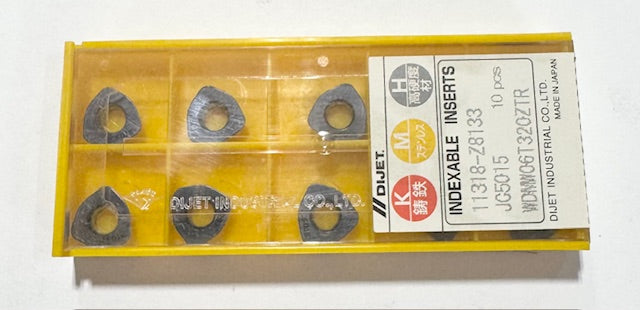 DIJET
INDEXABLE INSERTS
11318-Z8133
JG5015 10 pcs
WDMW06T320ZTR
DIJET INDUSTRIAL CO.,LTD.
MADE IN JAPAN
K
鋳鉄
M
ステンレス
H
高硬度材
DIJET INDUSTRIAL CO.,LTD.